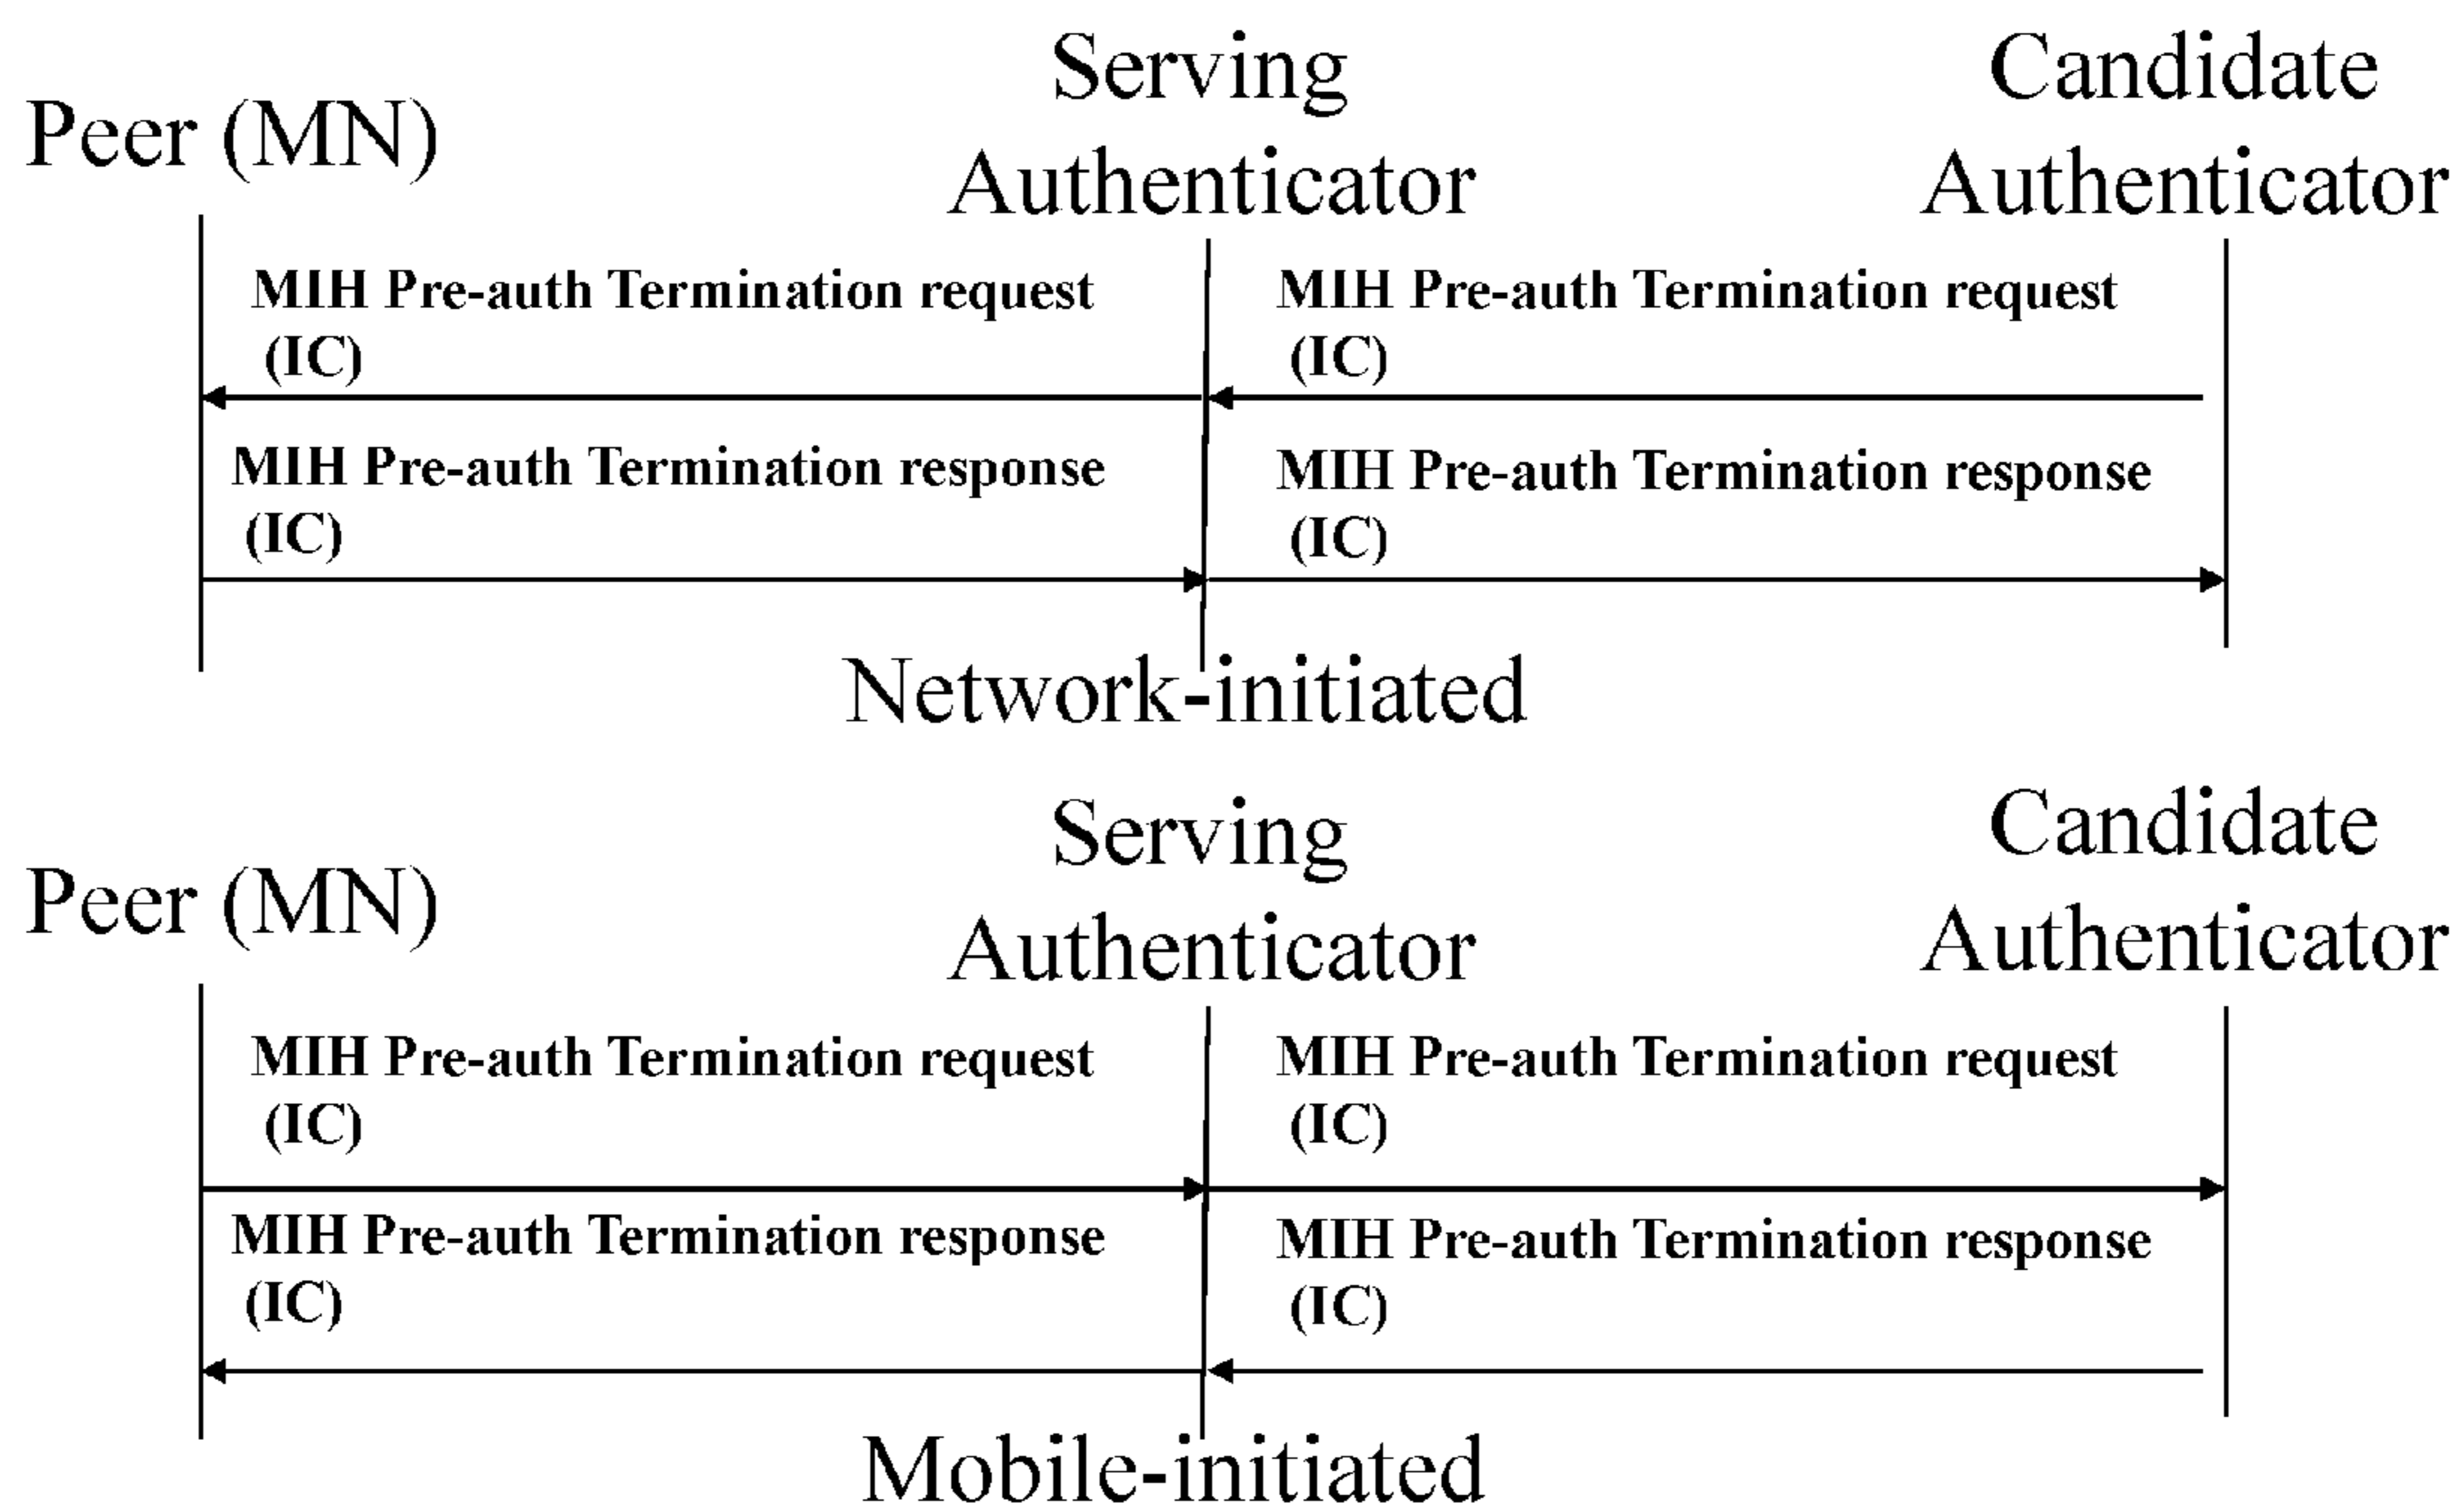 Peer (MN)
Serving
Authenticator
Candidate
Authenticator
MIH Pre-auth Termination request
(IC)
MIH Pre-auth Termination request
(IC)
MIH Pre-auth Termination response
(IC)
MIH Pre-auth Termination response
(IC)
Network-initiated
Peer (MN)
Serving
Authenticator
Candidate
Authenticator
MIH Pre-auth Termination request
(IC)
MIH Pre-auth Termination request
(IC)
MIH Pre-auth Termination response
(IC)
MIH Pre-auth Termination response
(IC)
Mobile-initiated